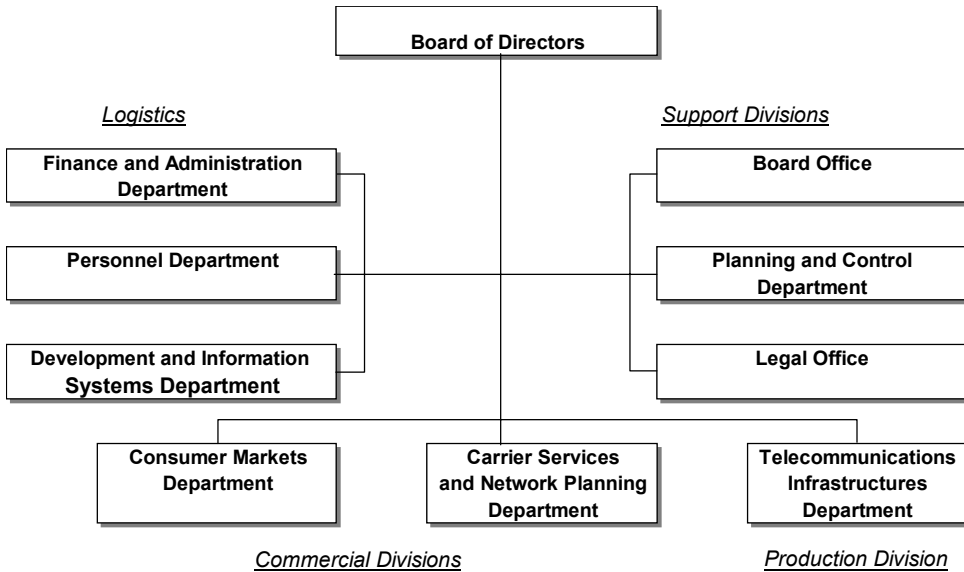 Board of Directors
Logistics
Support Divisions
Finance and Administration
Department
Board Office
Personnel Department
Planning and Control
Department
Development and Information
Systems Department
Legal Office
Consumer Markets
Department
Carrier Services
and Network Planning
Department
Telecommunications
Infrastructures
Department
Commercial Divisions
Production Division